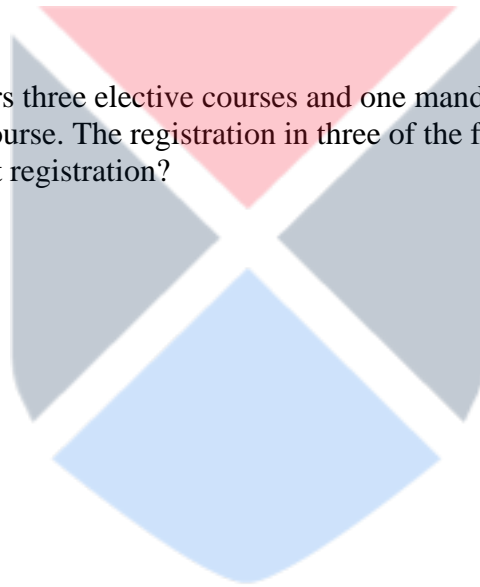 rs three elective courses and one mand
ourse. The registration in three of the f
t registration?